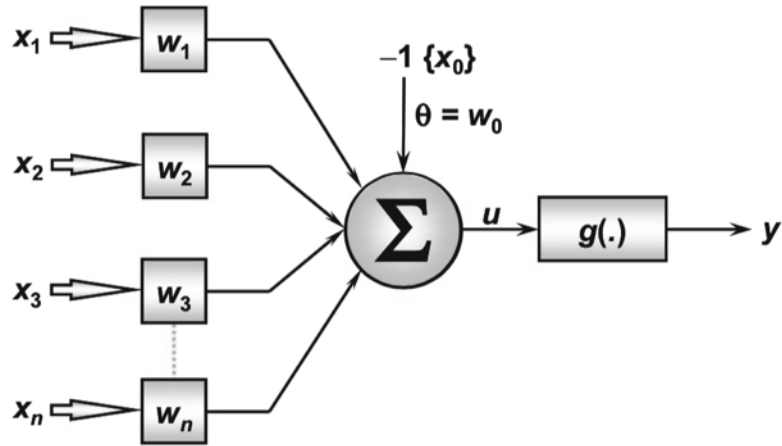 x₁ w₁
−1 {x₀}
θ = w₀
x₂ w₂
Σ u g(.) y
x₃ w₃
xₙ wₙ